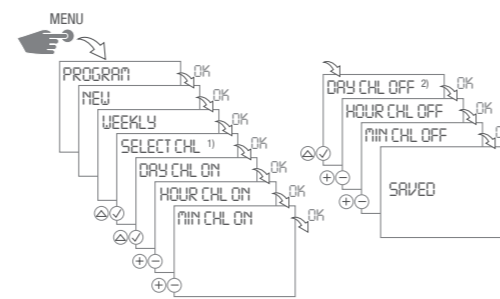 MENU
PROGRAM
OK
NEW
OK
WEEKLY
OK
SELECT CHL 1)
OK
DAY CHL ON
OK
HOUR CHL ON
OK
MIN CHL ON
OK
DAY CHL OFF 2)
OK
HOUR CHL OFF
OK
MIN CHL OFF
SAVED